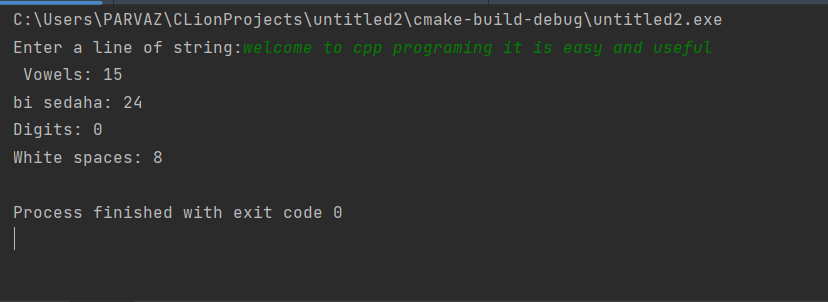 C:\Users\PARVAZ\CLionProjects\untitled2\cmake-build-debug\untitled2.exe
Enter a line of string:welcome to cpp programing it is easy and useful
Vowels: 15
bi sedaha: 24
Digits: 0
White spaces: 8
Process finished with exit code 0